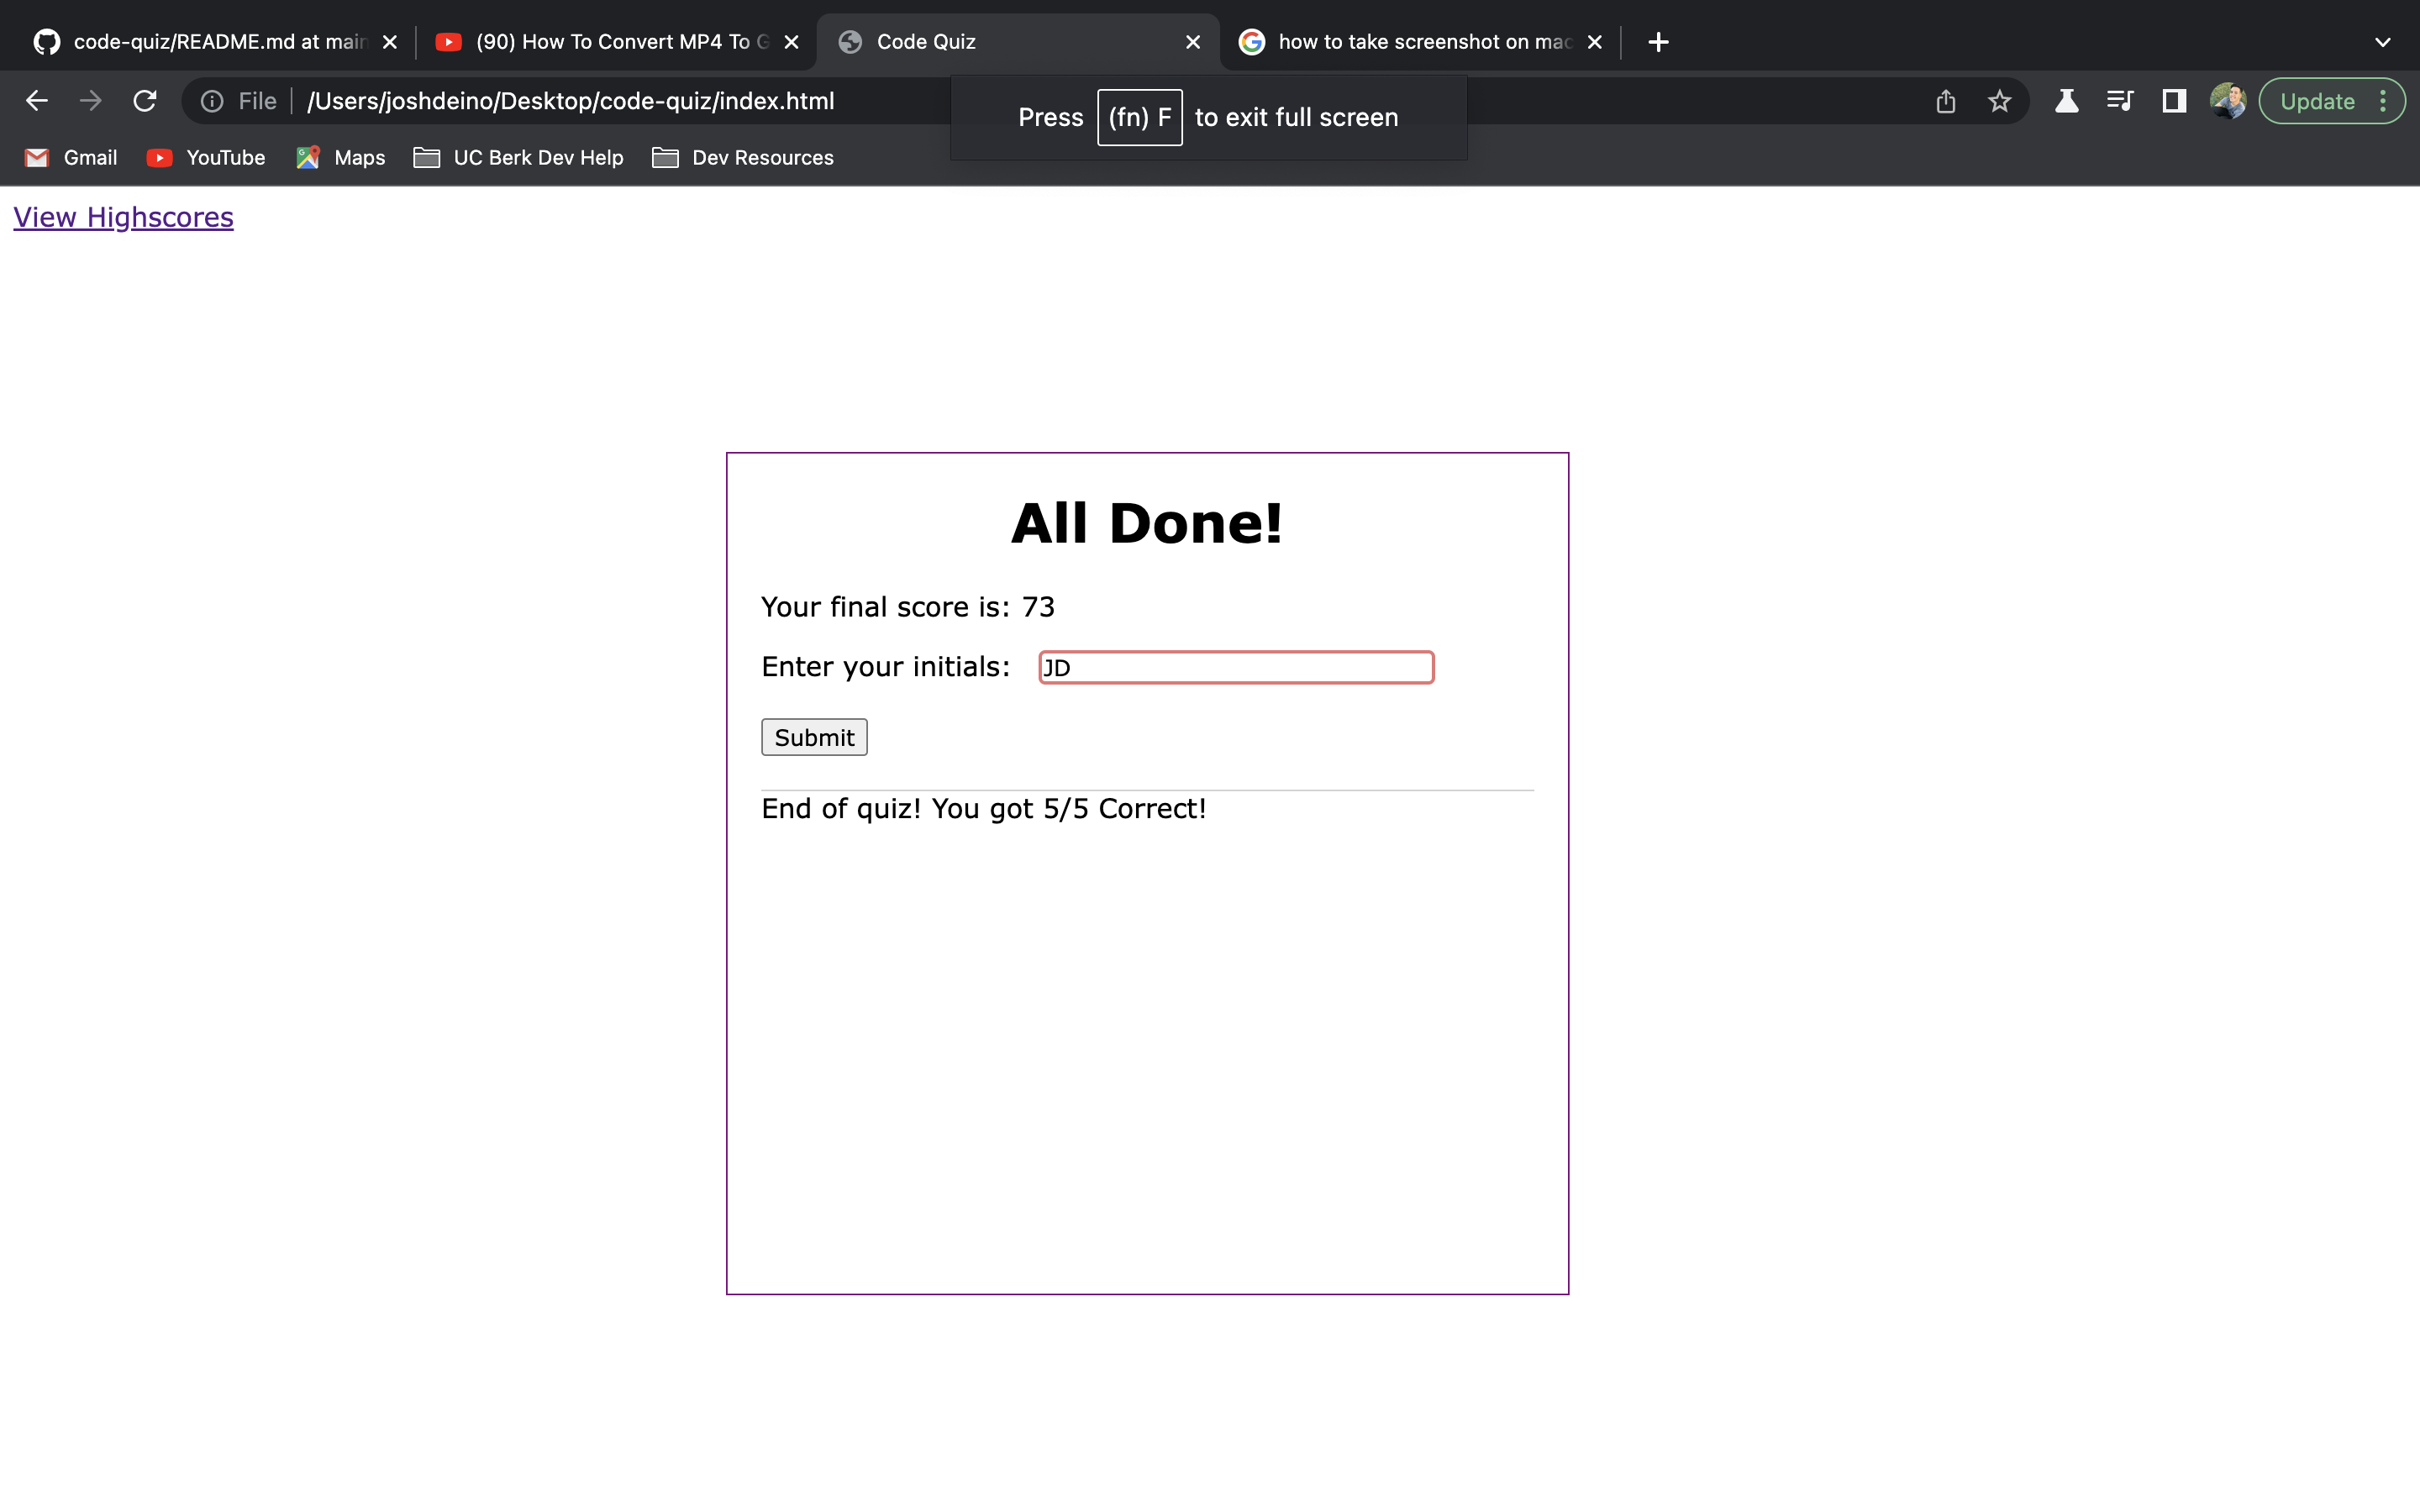 code-quiz/README.md at main
(90) How To Convert MP4 To G
Code Quiz
how to take screenshot on mac
File
/Users/joshdeino/Desktop/code-quiz/index.html
Press (fn) F to exit full screen
Update
Gmail
YouTube
Maps
UC Berk Dev Help
Dev Resources
View Highscores
All Done!
Your final score is: 73
Enter your initials: JD
Submit
End of quiz! You got 5/5 Correct!